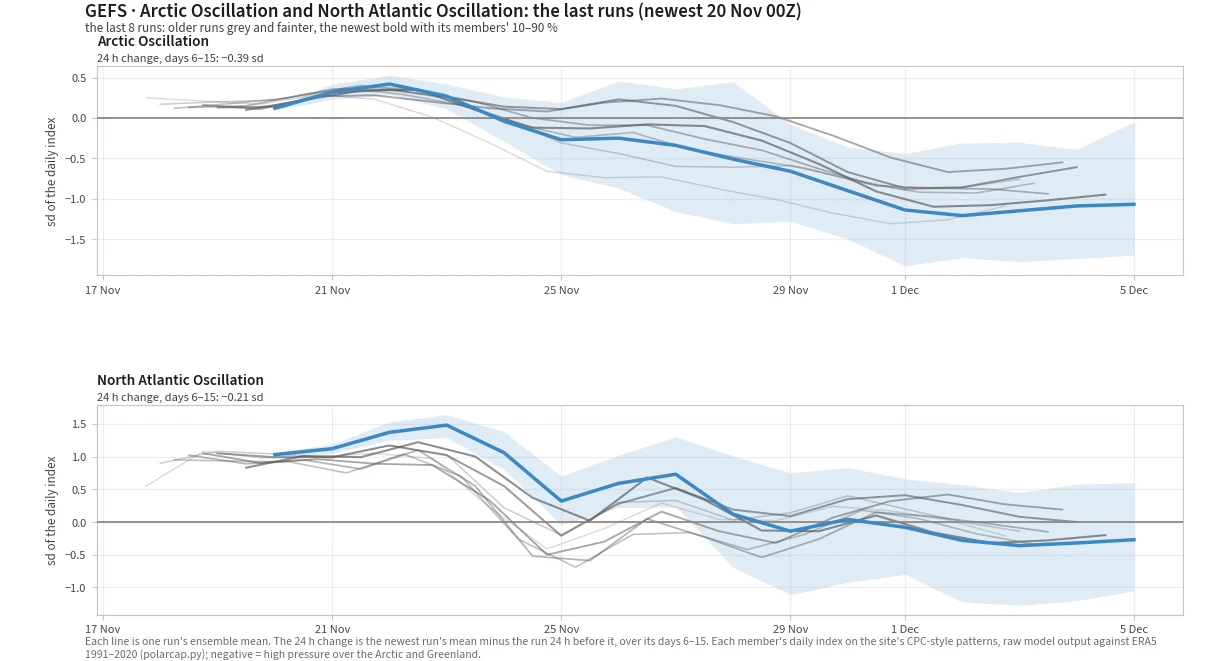 GEFS · Arctic Oscillation and North Atlantic Oscillation: the last runs (newest 20 Nov 00Z)
the last 8 runs: older runs grey and fainter, the newest bold with its members' 10–90 %
Arctic Oscillation
24 h change, days 6–15: −0.39 sd
sd of the daily index
0.5
0.0
−0.5
−1.0
−1.5
17 Nov 21 Nov 25 Nov 29 Nov 1 Dec 5 Dec
North Atlantic Oscillation
24 h change, days 6–15: −0.21 sd
sd of the daily index
1.5
1.0
0.5
0.0
−0.5
−1.0
17 Nov 21 Nov 25 Nov 29 Nov 1 Dec 5 Dec
Each line is one run's ensemble mean. The 24 h change is the newest run's mean minus the run 24 h before it, over its days 6–15. Each member's daily index on the site's CPC-style patterns, raw model output against ERA5
1991–2020 (polarcap.py); negative = high pressure over the Arctic and Greenland.